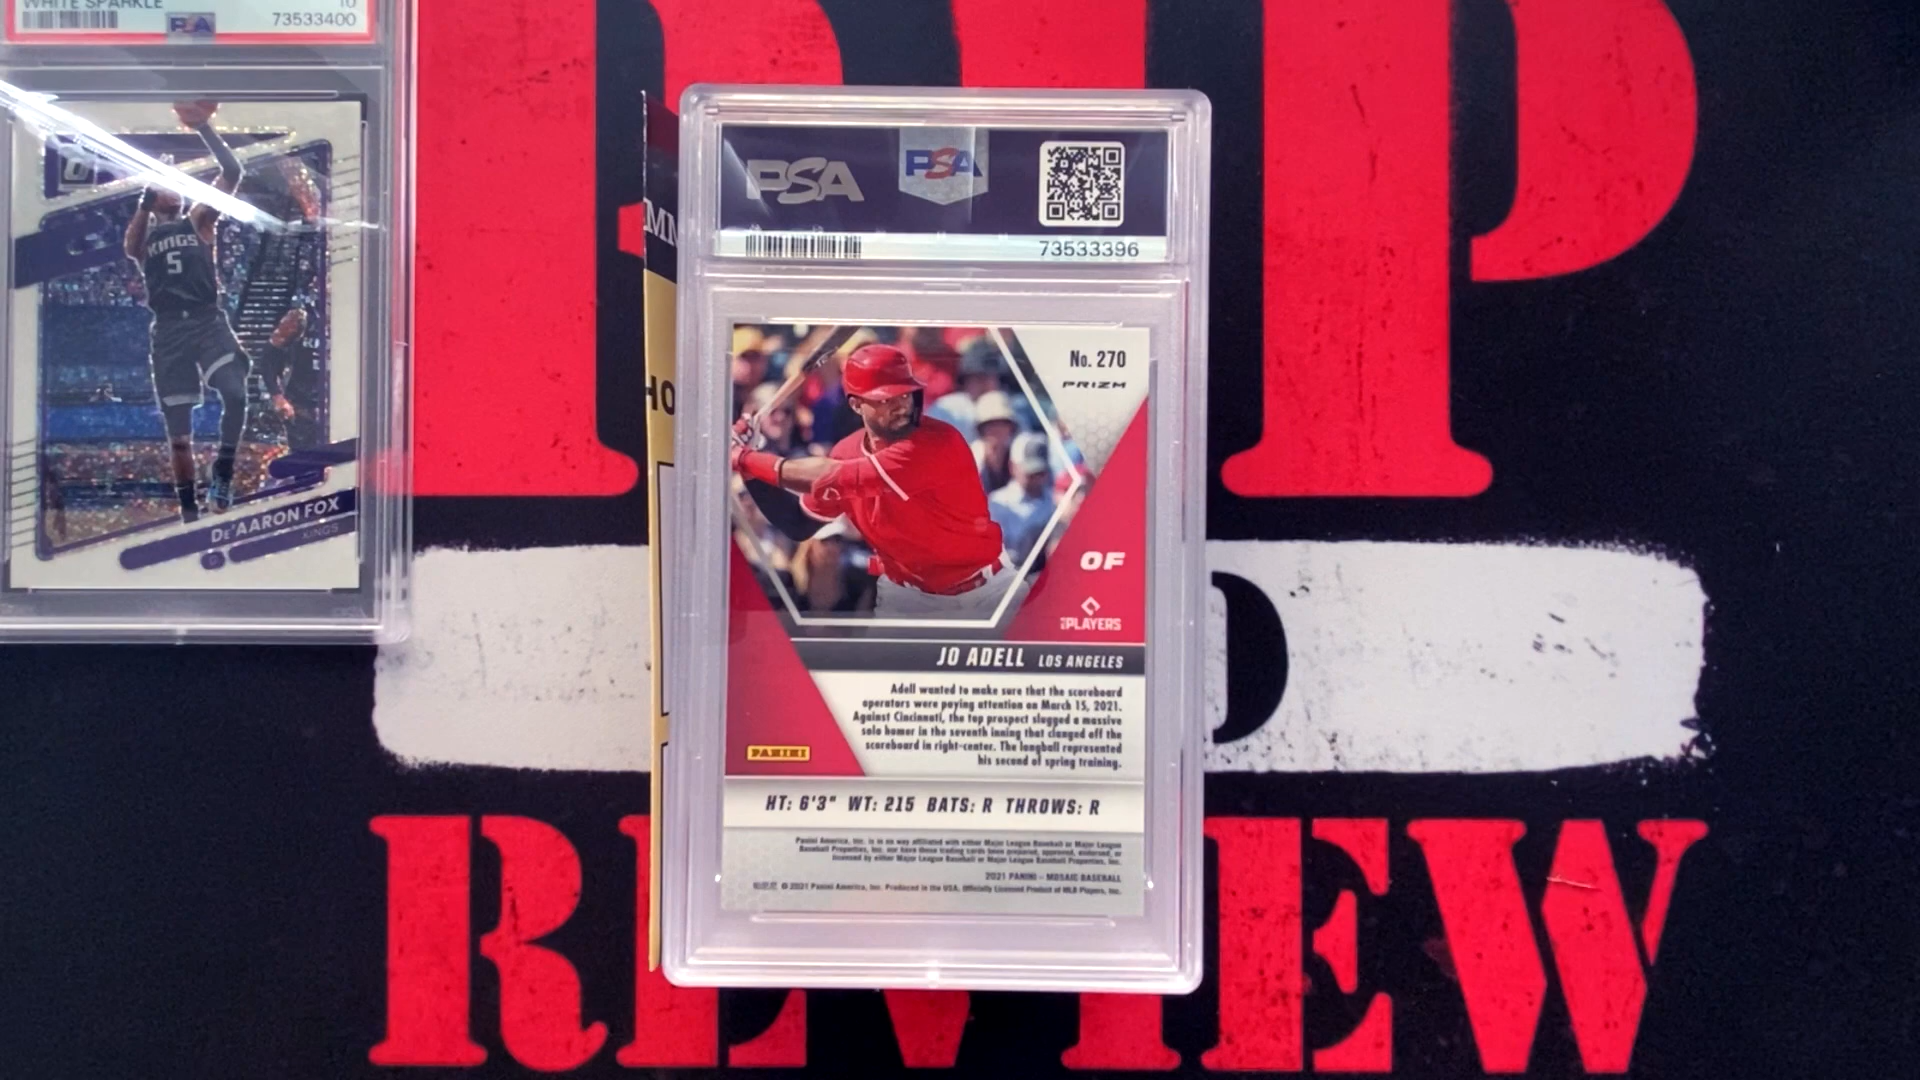 WHITE SPARKLE 10
PSA 73533400
KINGS
5
DE'AARON FOX
KINGS
PSA
PSA
73533396
No. 270
PRIZM
OF
PLAYERS
JO ADELL LOS ANGELES
Adell wanted to make sure that the scoreboard
operators were paying attention on March 15, 2021.
Against Cincinnati, the top prospect slugged a massive
solo homer in the seventh inning that clanged off the
scoreboard in right-center. The longball represented
his second of spring training.
PANINI
HT: 6'3" WT: 215 BATS: R THROWS: R
Panini America, Inc. is in no way affiliated with either Major League Baseball or Major League
Baseball Properties, Inc. nor have these trading cards been prepared, approved, endorsed, or
licensed by either Major League Baseball or Major League Baseball Properties, Inc.
2021 PANINI – MOSAIC BASEBALL
© 2021 Panini America, Inc. Produced in the USA. Officially Licensed Product of MLB Players, Inc.
REVIEW